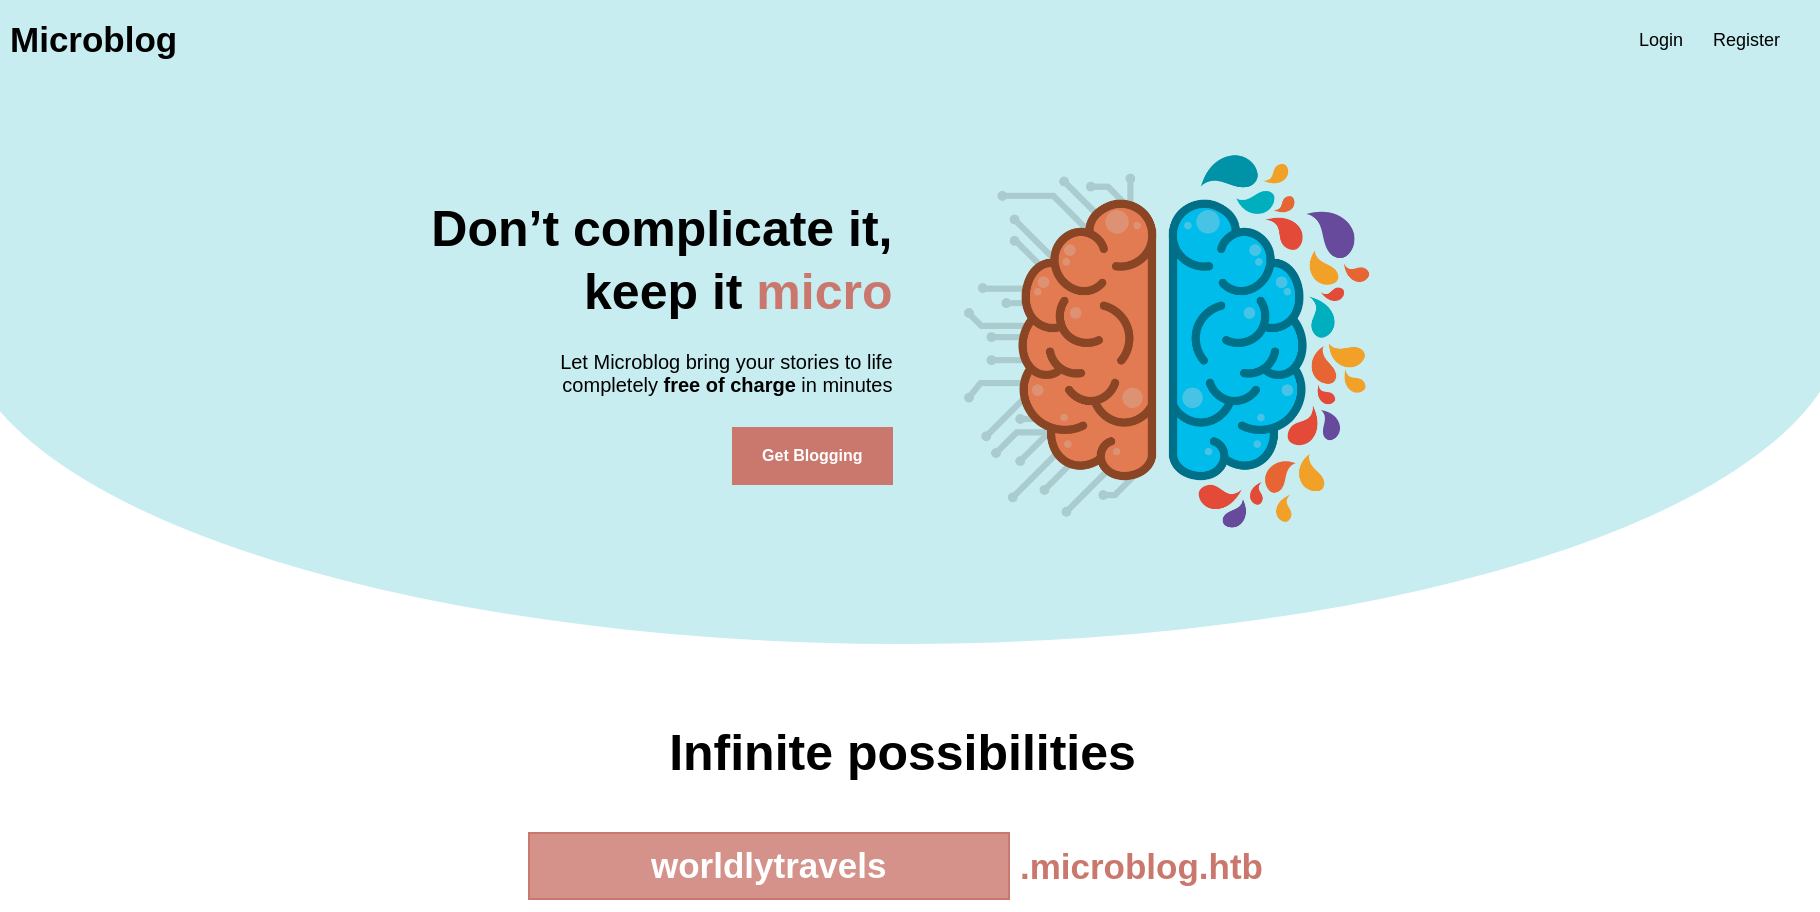 Microblog
Login
Register
Don’t complicate it,
keep it micro
Let Microblog bring your stories to life
completely free of charge in minutes
Get Blogging
Infinite possibilities
worldlytravels .microblog.htb